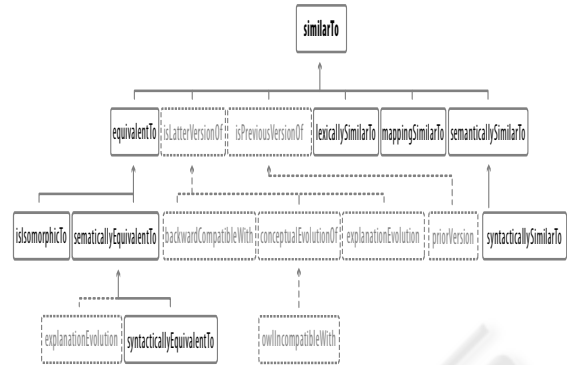 similarTo
equivalentTo isLatterVersionOf isPreviousVersionOf lexicallySimilarTo mappingSimilarTo semanticallySimilarTo
isIsomorphicTo sematicallyEquivalentTo backwardCompatibleWith conceptualEvolutionOf explanationEvolution priorVersion syntacticallySimilarTo
explanationEvolution syntacticallyEquivalentTo owlIncompatibleWith